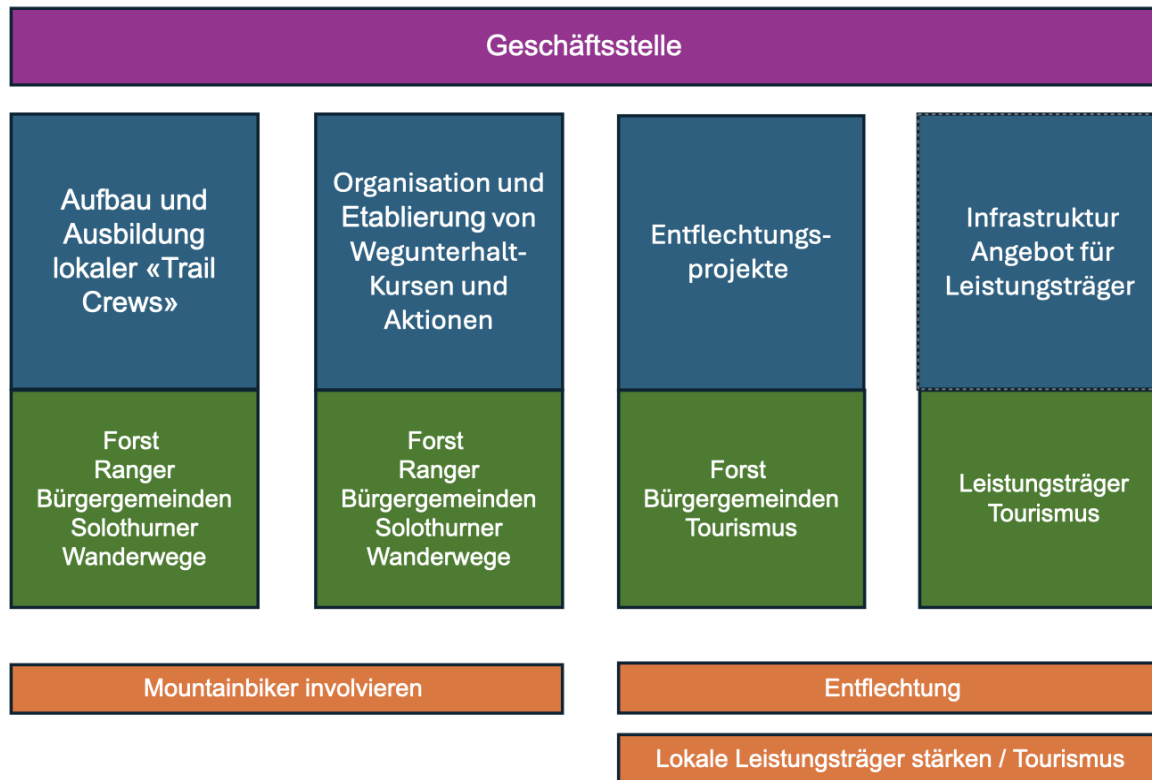 Geschäftsstelle
Aufbau und
Ausbildung
lokaler «Trail
Crews»
Organisation und
Etablierung von
Wegunterhalt-
Kursen und
Aktionen
Entflechtungs-
projekte
Infrastruktur
Angebot für
Leistungsträger
Forst
Ranger
Bürgergemeinden
Solothurner
Wanderwege
Forst
Ranger
Bürgergemeinden
Solothurner
Wanderwege
Forst
Bürgergemeinden
Tourismus
Leistungsträger
Tourismus
Mountainbiker involvieren
Entflechtung
Lokale Leistungsträger stärken / Tourismus